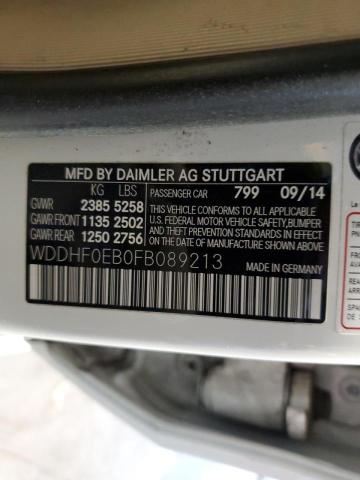 MFD BY DAIMLER AG STUTTGART
KG LBS PASSENGER CAR 799 09/14
GVWR 2385 5258
GAWR FRONT 1135 2502
GAWR REAR 1250 2756
THIS VEHICLE CONFORMS TO ALL APPLICABLE
U.S. FEDERAL MOTOR VEHICLE SAFETY, BUMPER,
AND THEFT PREVENTION STANDARDS IN EFFECT
ON THE DATE OF MANUFACTURE SHOWN ABOVE.
WDDHF0EB0FB089213
MADE IN GERMANY